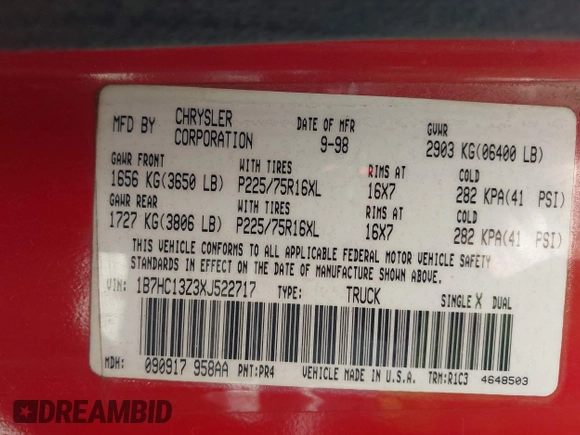 MFD BY CHRYSLER CORPORATION DATE OF MFR 9-98 GVWR 2903 KG(06400 LB)
GAWR FRONT WITH TIRES RIMS AT COLD
1656 KG(3650 LB) P225/75R16XL 16X7 282 KPA(41 PSI)
GAWR REAR WITH TIRES RIMS AT COLD
1727 KG(3806 LB) P225/75R16XL 16X7 282 KPA(41 PSI)
THIS VEHICLE CONFORMS TO ALL APPLICABLE FEDERAL MOTOR VEHICLE SAFETY
STANDARDS IN EFFECT ON THE DATE OF MANUFACTURE SHOWN ABOVE.
VIN: 1B7HC13Z3XJ522717 TYPE: TRUCK SINGLE X DUAL
MDH: 090917 958AA PNT:PR4 VEHICLE MADE IN U.S.A. TRM:R1C3 4648503
DREAMBID